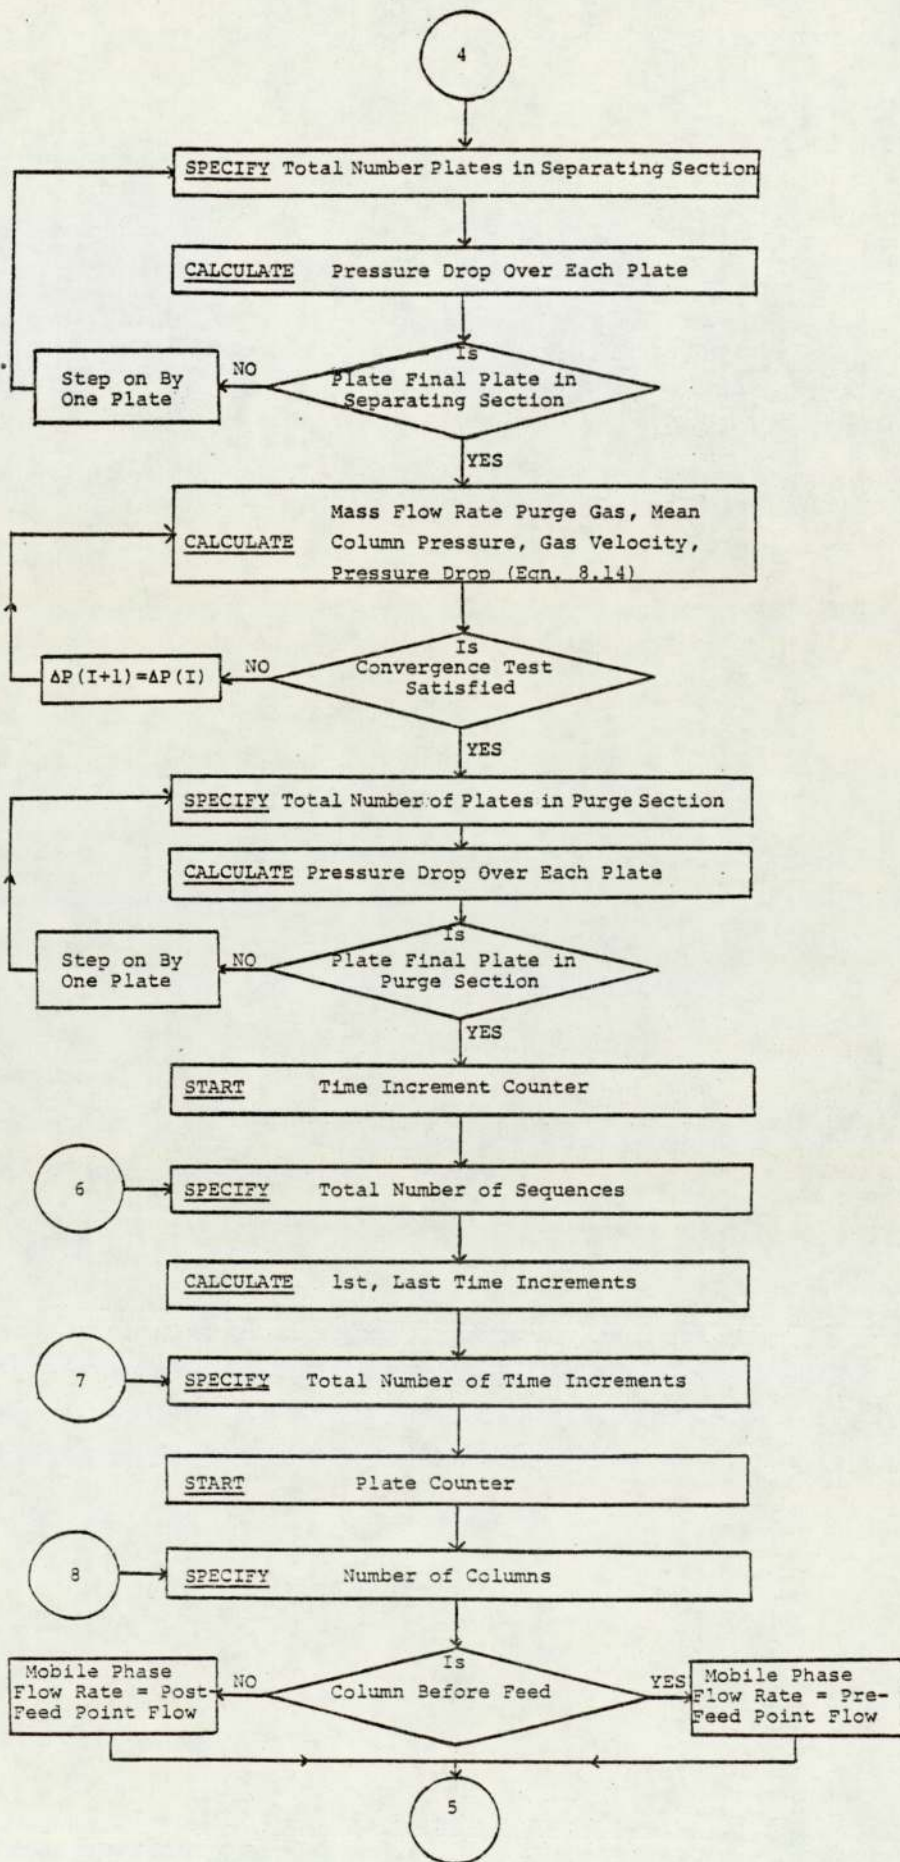 4
SPECIFY Total Number Plates in Separating Section
CALCULATE Pressure Drop Over Each Plate
Is
Plate Final Plate in
Separating Section
NO
Step on By
One Plate
YES
Mass Flow Rate Purge Gas, Mean
CALCULATE Column Pressure, Gas Velocity,
Pressure Drop (Eqn. 8.14)
Is
Convergence Test
Satisfied
NO
ΔP(I+1)=ΔP(I)
YES
SPECIFY Total Number of Plates in Purge Section
CALCULATE Pressure Drop Over Each Plate
Is
Plate Final Plate in
Purge Section
NO
Step on By
One Plate
YES
START Time Increment Counter
6
SPECIFY Total Number of Sequences
CALCULATE 1st, Last Time Increments
7
SPECIFY Total Number of Time Increments
START Plate Counter
8
SPECIFY Number of Columns
Is
Column Before Feed
NO
Mobile Phase
Flow Rate = Post-
Feed Point Flow
YES
Mobile Phase
Flow Rate = Pre-
Feed Point Flow
5